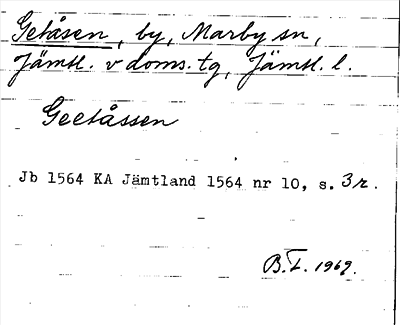 Getåsen, by, Marby sn,
Jämtl. v doms. tg, Jämtl. l.
Geetåssen
Jb 1564 KA Jämtland 1564 nr 10, s. 3r.
B.L. 1969.